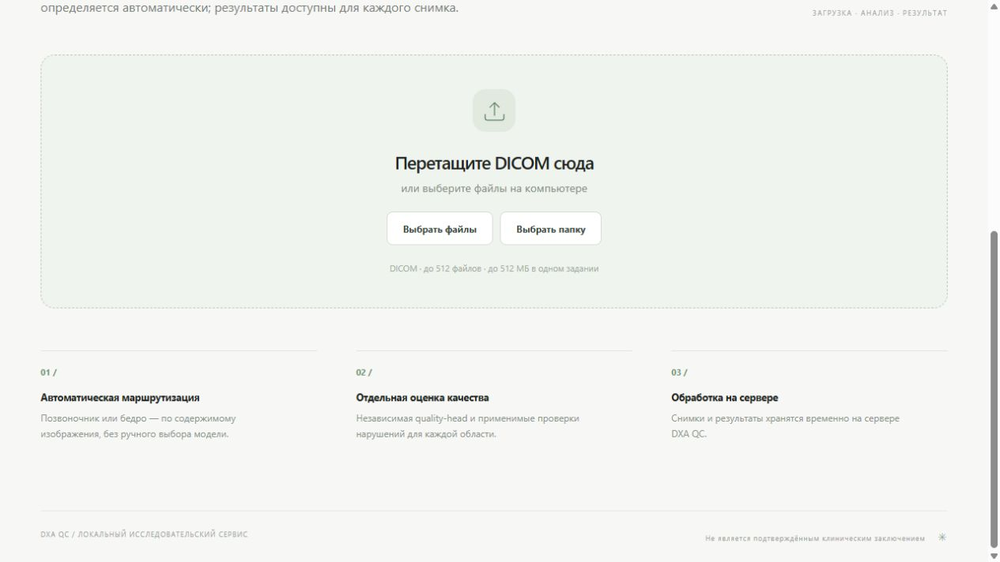 определяется автоматически; результаты доступны для каждого снимка.
ЗАГРУЗКА · АНАЛИЗ · РЕЗУЛЬТАТ
Перетащите DICOM сюда
или выберите файлы на компьютере
Выбрать файлы
Выбрать папку
DICOM · до 512 файлов · до 512 МБ в одном задании
01 /
Автоматическая маршрутизация
Позвоночник или бедро — по содержимому
изображения, без ручного выбора модели.
02 /
Отдельная оценка качества
Независимая quality-head и применимые проверки
нарушений для каждой области.
03 /
Обработка на сервере
Снимки и результаты хранятся временно на сервере
DXA QC.
DXA QC / ЛОКАЛЬНЫЙ ИССЛЕДОВАТЕЛЬСКИЙ СЕРВИС
Не является подтверждённым клиническим заключением